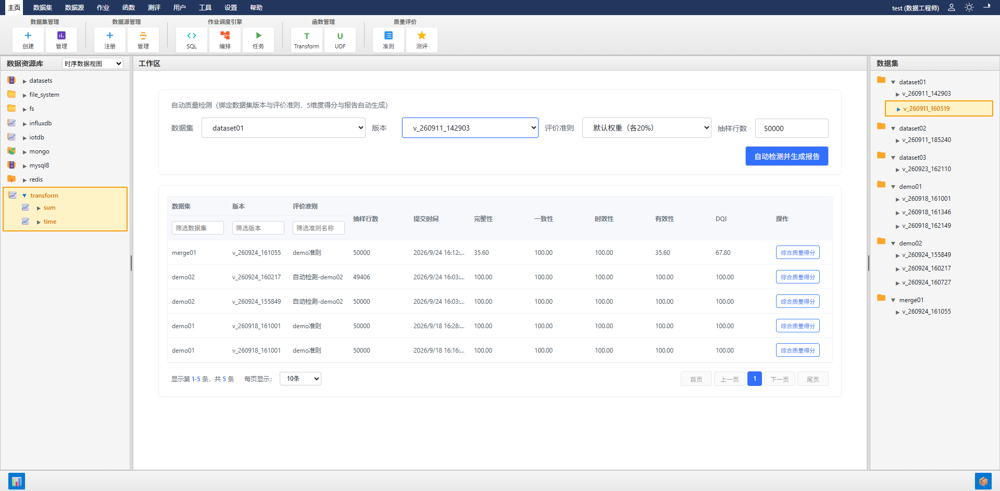 主页 数据集 数据源 作业 函数 测评 用户 工具 设置 帮助 test (数据工程师)
数据集管理 数据源管理 作业调度引擎 函数管理 质量评价
创建 管理 注册 管理 SQL 编排 任务 T Transform U UDF 准则 测评
数据资源库 时序数据视图
datasets
file_system
fs
influxdb
iotdb
mongo
mysql8
redis
transform
sum
time
工作区
自动质量检测（绑定数据集版本与评价准则，5维度得分与报告自动生成）
数据集 dataset01 版本 v_260911_142903 评价准则 默认权重（各20%） 抽样行数 50000
自动检测并生成报告
数据集 版本 评价准则 抽样行数 提交时间 完整性 一致性 时效性 有效性 DQI 操作
筛选数据集 筛选版本 筛选准则名称
merge01 v_260924_161055 demo准则 50000 2026/9/24 16:12:... 35.60 100.00 100.00 35.60 67.80 综合质量得分
demo02 v_260924_160217 自动检测-demo02 49406 2026/9/24 16:03:... 100.00 100.00 100.00 100.00 100.00 综合质量得分
demo02 v_260924_155849 自动检测-demo02 50000 2026/9/24 16:03:... 100.00 100.00 100.00 100.00 100.00 综合质量得分
demo01 v_260918_161001 demo准则 50000 2026/9/18 16:28:... 100.00 100.00 100.00 100.00 100.00 综合质量得分
demo01 v_260918_161001 demo准则 50000 2026/9/18 16:16:... 100.00 100.00 100.00 100.00 100.00 综合质量得分
显示第 1-5 条，共 5 条 每页显示： 10条 首页 上一页 1 下一页 尾页
数据集
dataset01
v_260911_142903
v_260911_160519
dataset02
v_260911_185240
dataset03
v_260923_162110
demo01
v_260918_161001
v_260918_161346
v_260918_162149
demo02
v_260924_155849
v_260924_160217
v_260924_160727
merge01
v_260924_161055